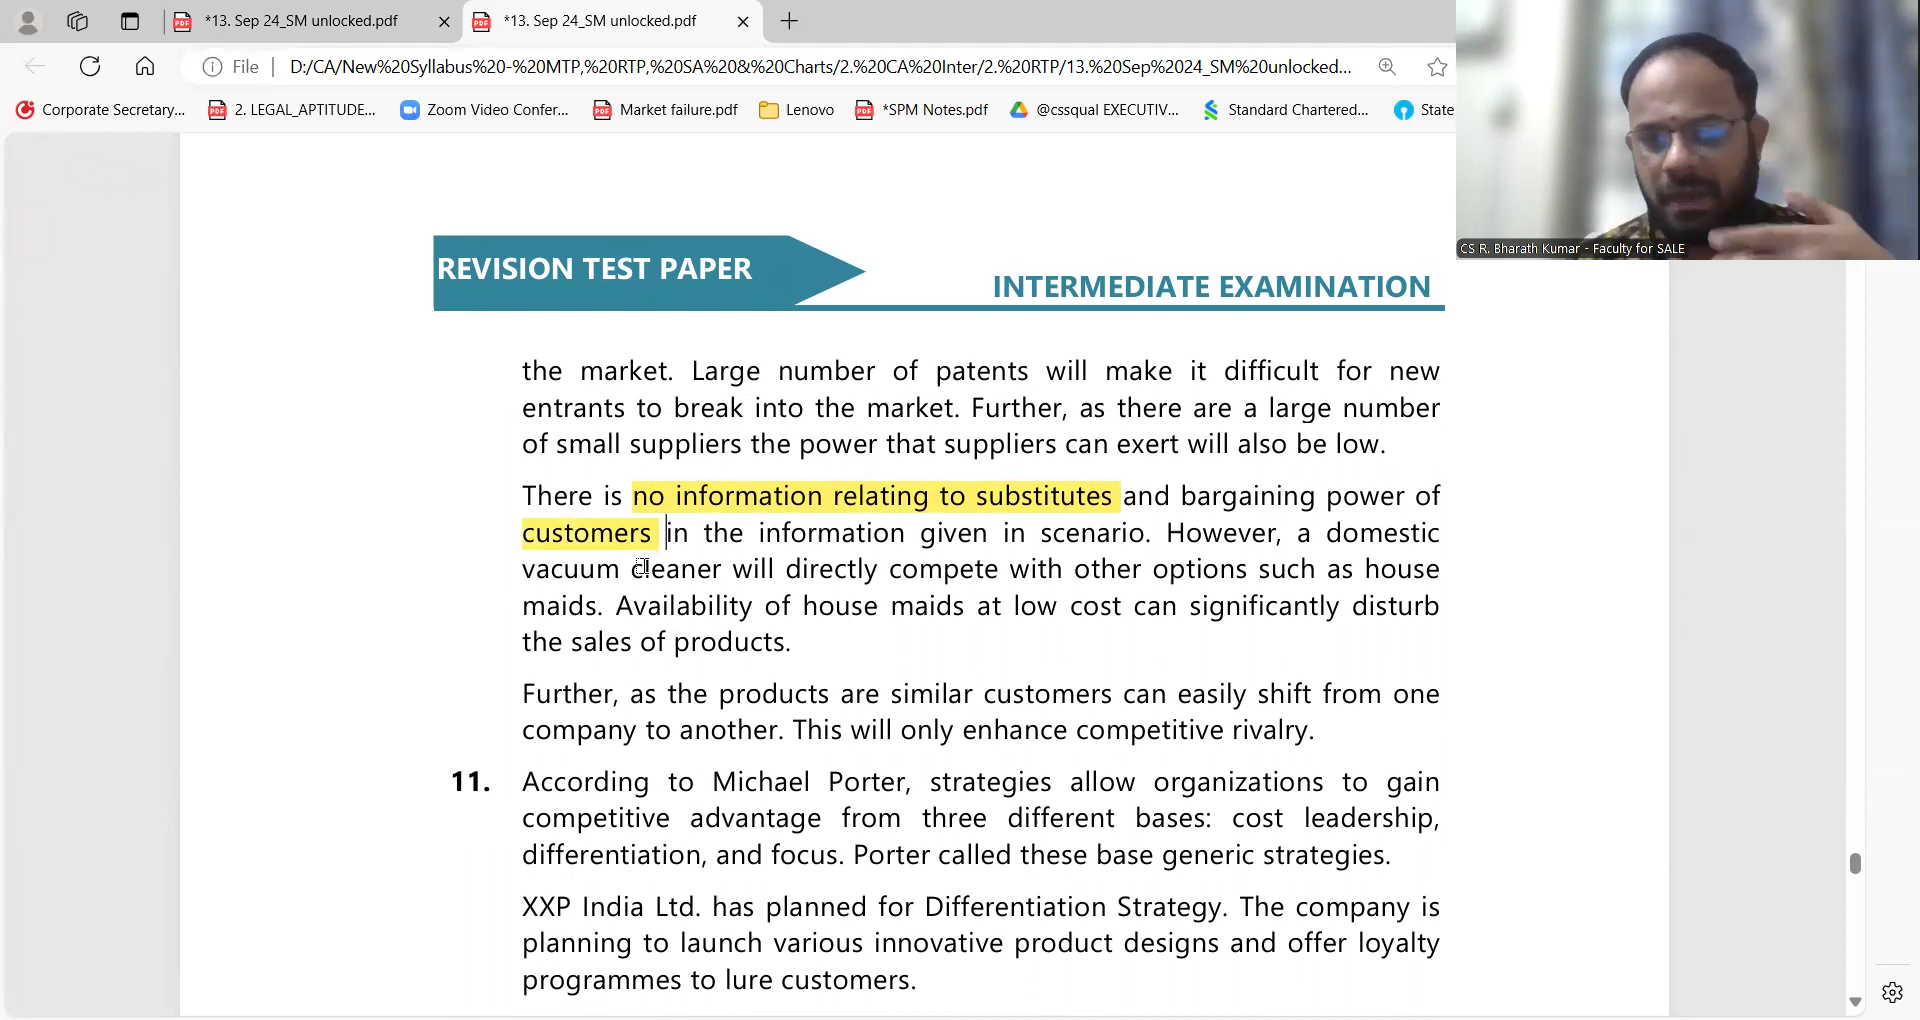 *13. Sep 24_SM unlocked.pdf
*13. Sep 24_SM unlocked.pdf
File
D:/CA/New%20Syllabus%20-%20MTP,%20RTP,%20SA%20&%20Charts/2.%20CA%20Inter/2.%20RTP/13.%20Sep%2024_SM%20unlocked...
Corporate Secretary...
2. LEGAL_APTITUDE...
Zoom Video Confer...
Market failure.pdf
Lenovo
*SPM Notes.pdf
@cssqual EXECUTIV...
Standard Chartered...
State
CS R. Bharath Kumar - Faculty for SALE
REVISION TEST PAPER
INTERMEDIATE EXAMINATION
the market. Large number of patents will make it difficult for new
entrants to break into the market. Further, as there are a large number
of small suppliers the power that suppliers can exert will also be low.
There is no information relating to substitutes and bargaining power of
customers in the information given in scenario. However, a domestic
vacuum cleaner will directly compete with other options such as house
maids. Availability of house maids at low cost can significantly disturb
the sales of products.
Further, as the products are similar customers can easily shift from one
company to another. This will only enhance competitive rivalry.
11. According to Michael Porter, strategies allow organizations to gain
competitive advantage from three different bases: cost leadership,
differentiation, and focus. Porter called these base generic strategies.
XXP India Ltd. has planned for Differentiation Strategy. The company is
planning to launch various innovative product designs and offer loyalty
programmes to lure customers.